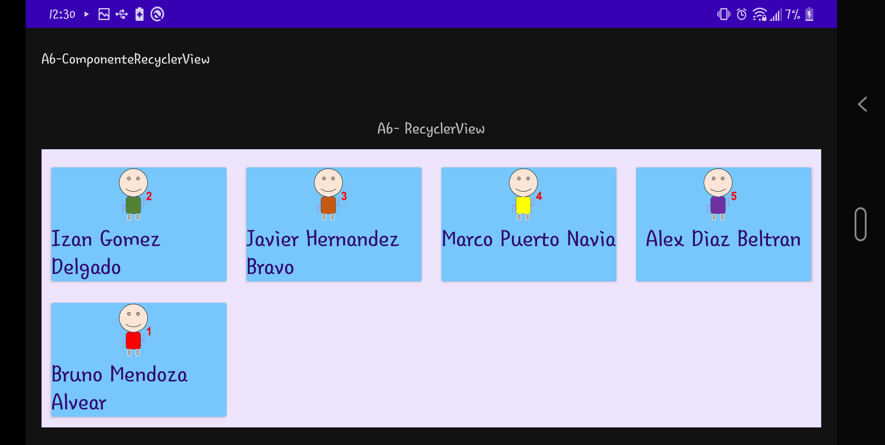 12:30 7%
A6-ComponenteRecyclerView
A6- RecyclerView
2 3 4 5
Izan Gomez Delgado
Javier Hernandez Bravo
Marco Puerto Navia
Alex Diaz Beltran
1
Bruno Mendoza
Alvear